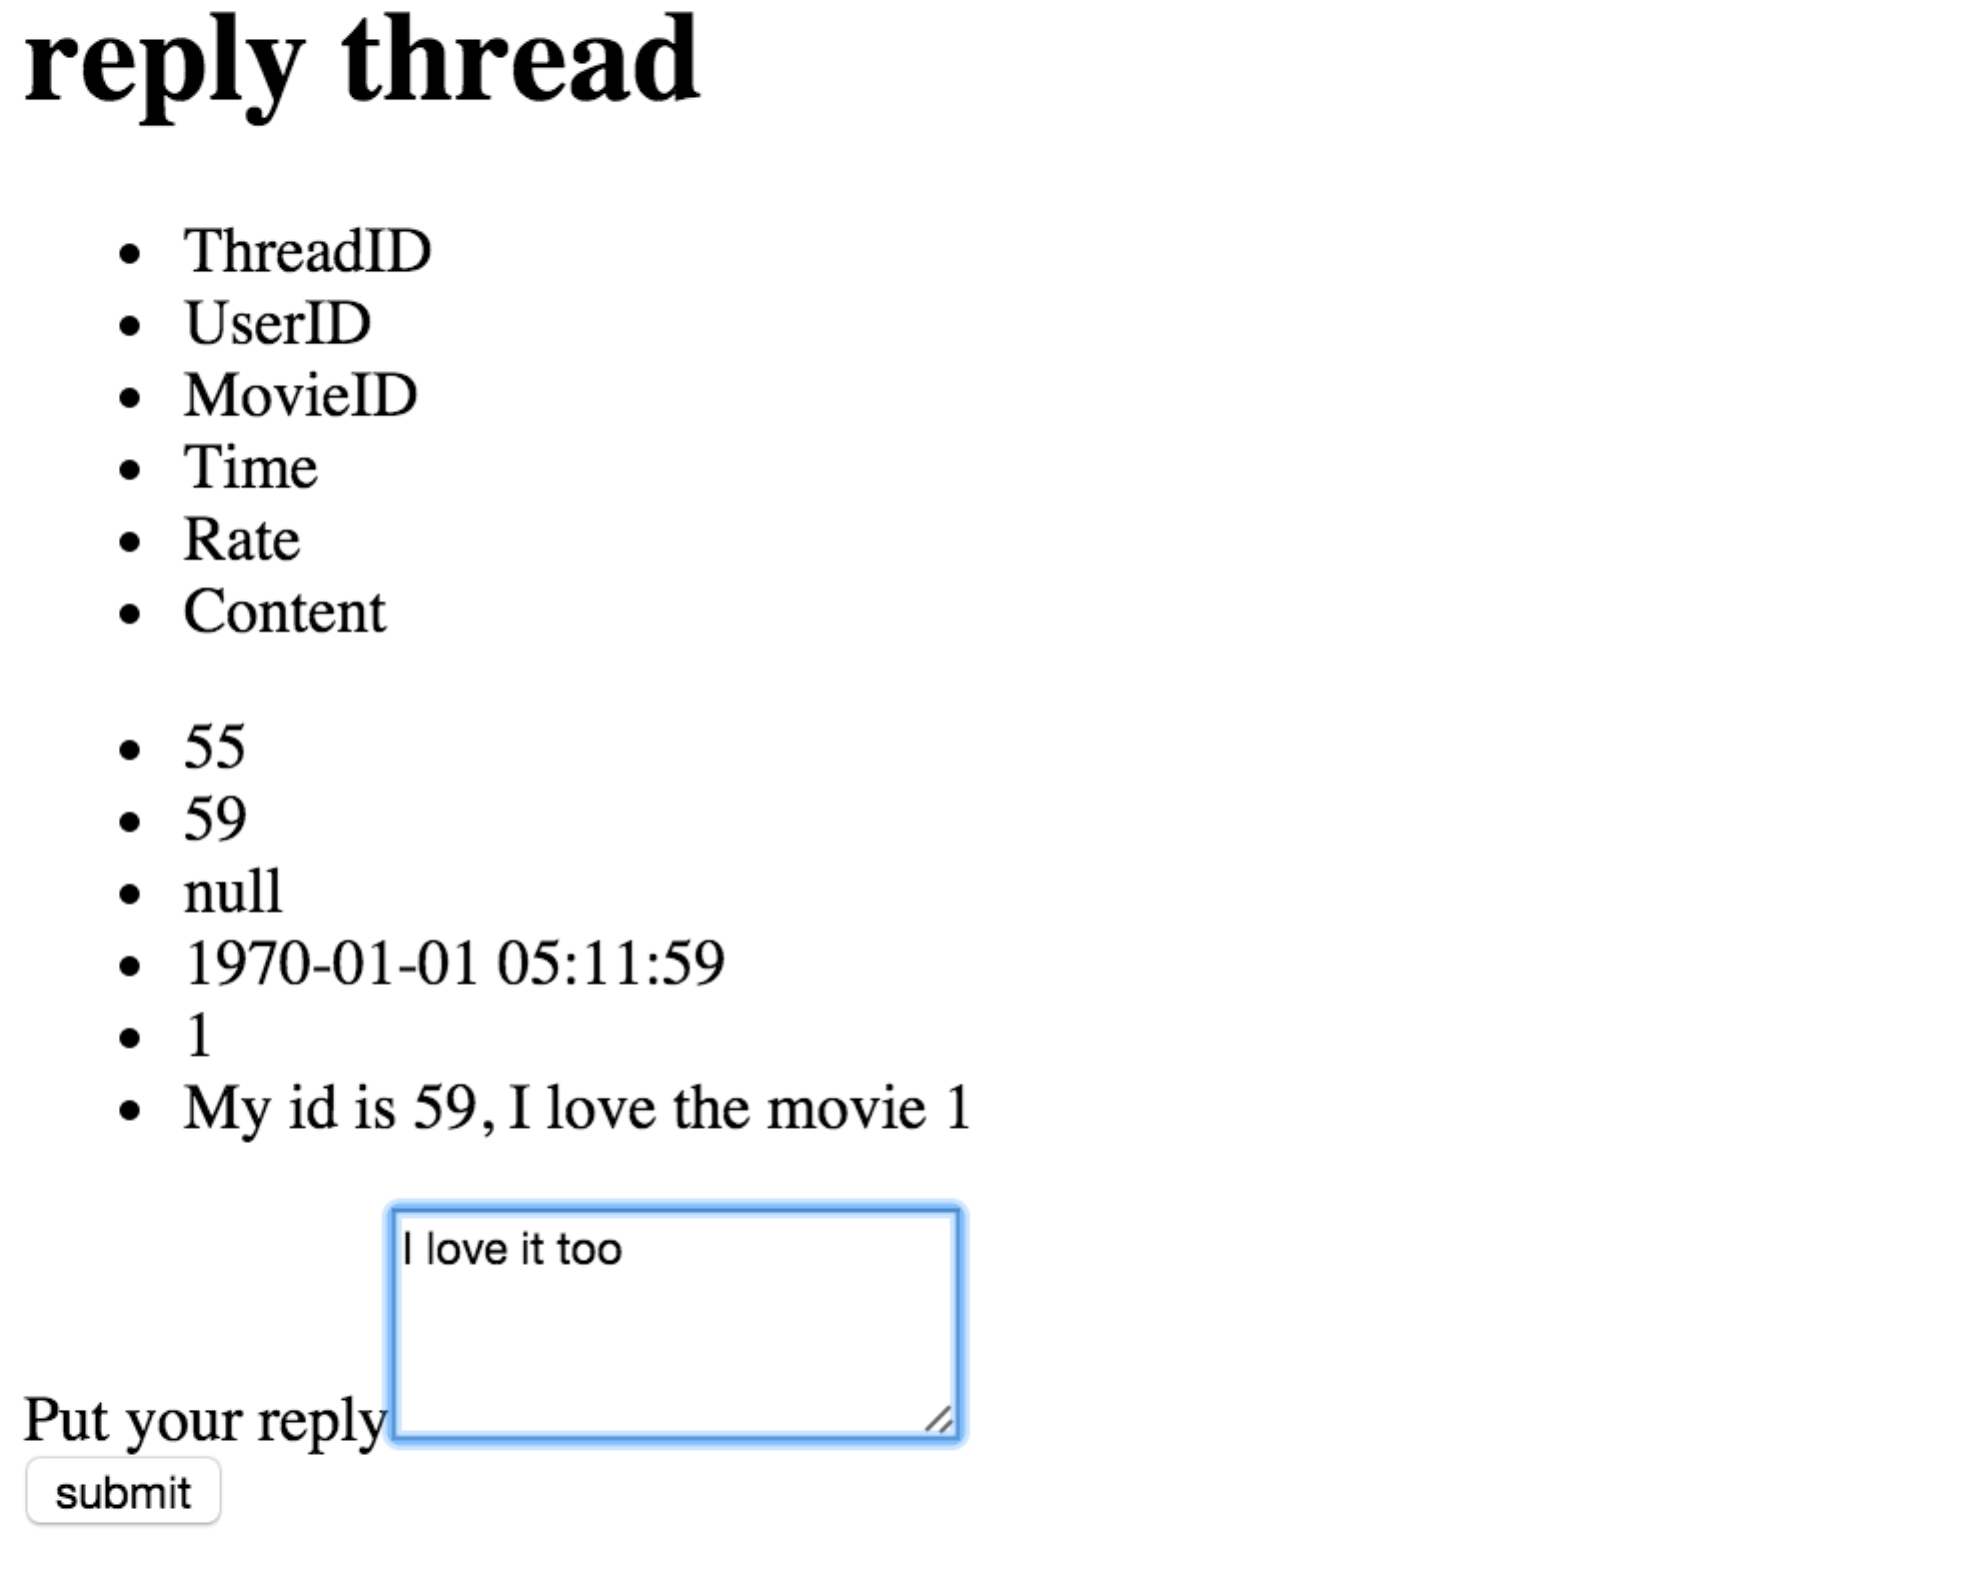 reply thread
ThreadID
UserID
MovieID
Time
Rate
Content
55
59
null
1970-01-01 05:11:59
1
My id is 59, I love the movie 1
I love it too
Put your reply
submit